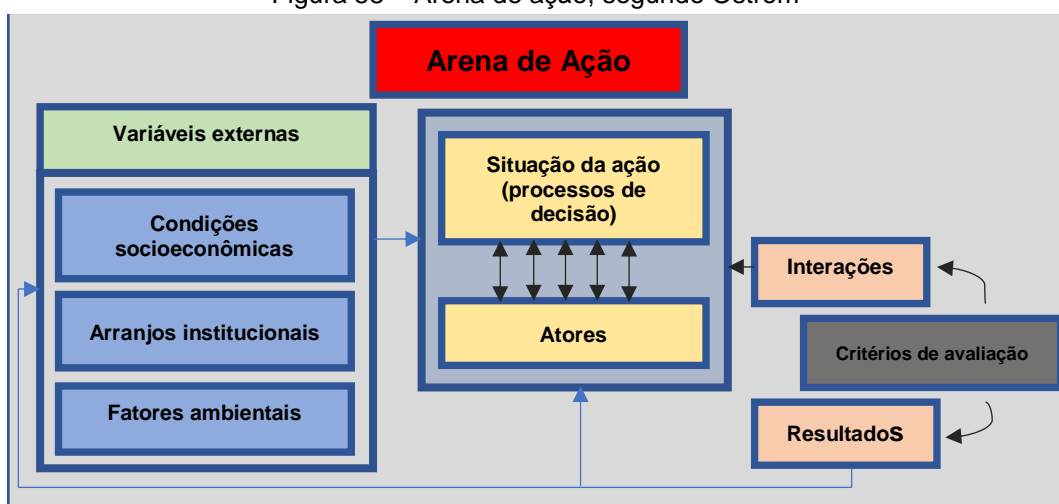 Arena de Ação
Variáveis externas
Condições
socioeconômicas
Arranjos institucionais
Fatores ambientais
Situação da ação
(processos de
decisão)
Atores
Interações
Critérios de avaliação
ResultadoS